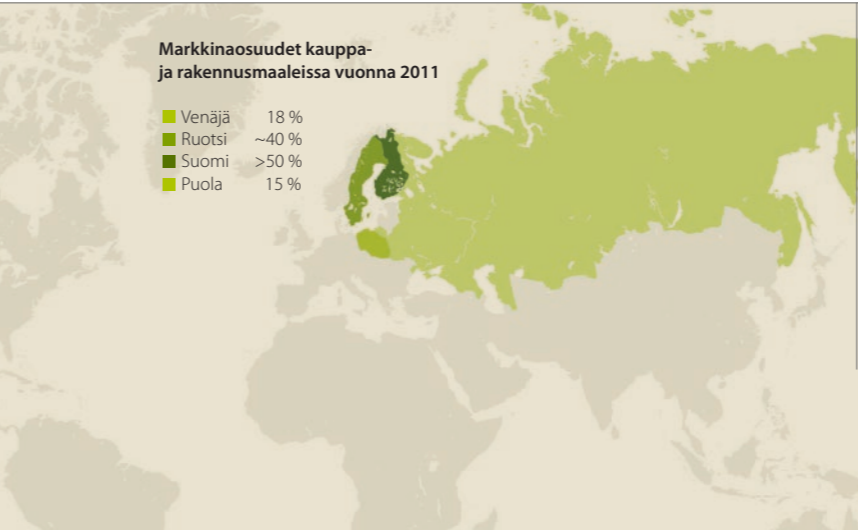 Markkinaosuudet kauppa-
ja rakennusmaaleissa vuonna 2011
Venäjä 18 %
Ruotsi ~40 %
Suomi >50 %
Puola 15 %